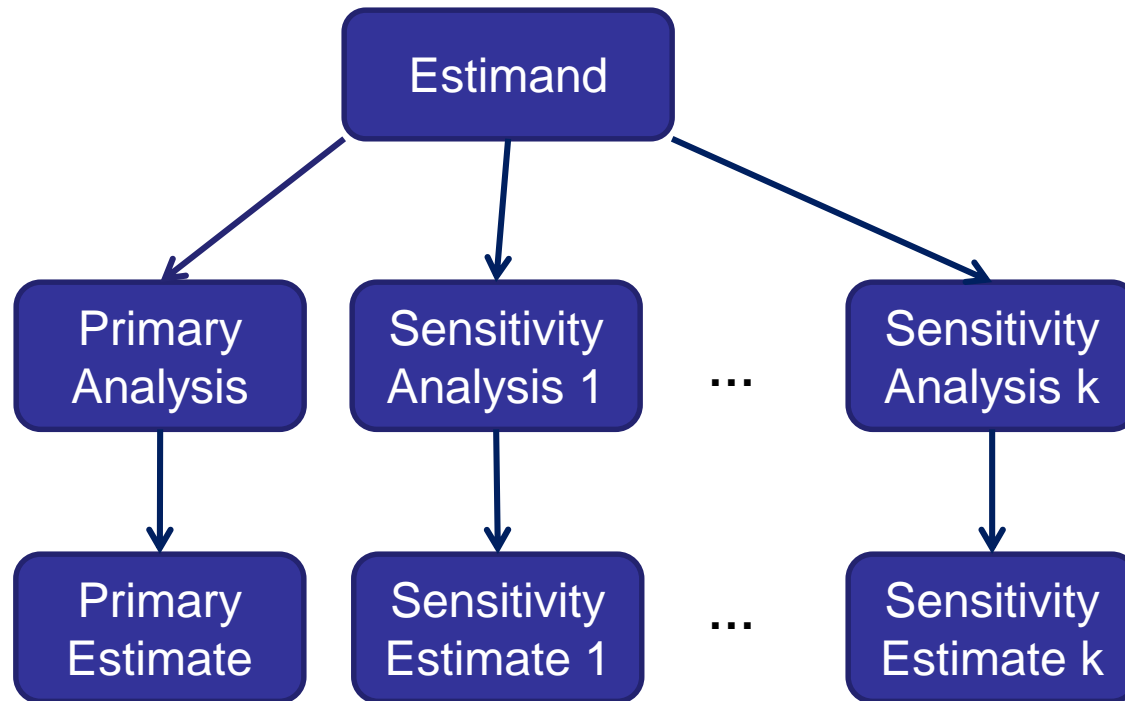 Estimand
Primary
Analysis
Sensitivity
Analysis 1
...
Sensitivity
Analysis k
Primary
Estimate
Sensitivity
Estimate 1
...
Sensitivity
Estimate k